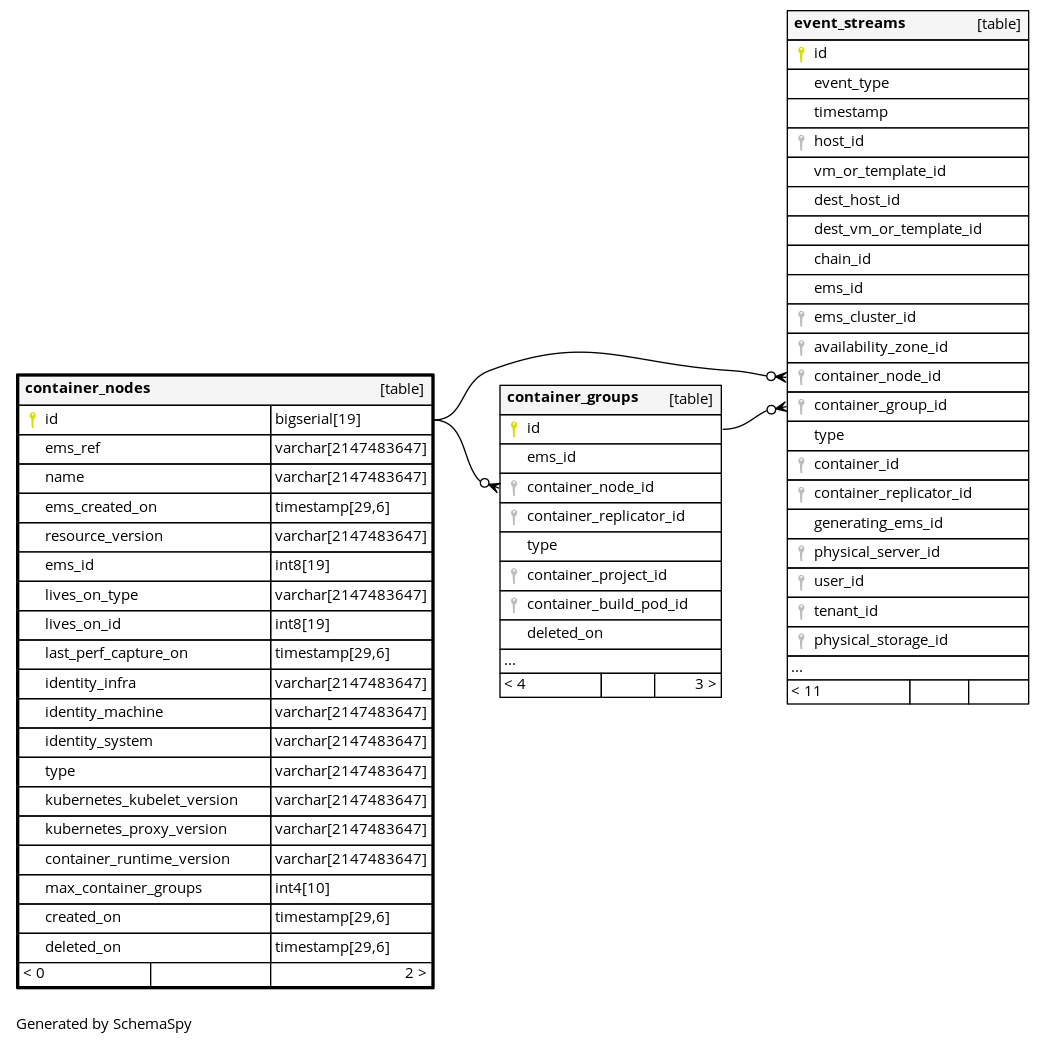 event_streams [table]
id
event_type
timestamp
host_id
vm_or_template_id
dest_host_id
dest_vm_or_template_id
chain_id
ems_id
ems_cluster_id
availability_zone_id
container_node_id
container_group_id
type
container_id
container_replicator_id
generating_ems_id
physical_server_id
user_id
tenant_id
physical_storage_id
...
< 11
container_nodes [table]
id bigserial[19]
ems_ref varchar[2147483647]
name varchar[2147483647]
ems_created_on timestamp[29,6]
resource_version varchar[2147483647]
ems_id int8[19]
lives_on_type varchar[2147483647]
lives_on_id int8[19]
last_perf_capture_on timestamp[29,6]
identity_infra varchar[2147483647]
identity_machine varchar[2147483647]
identity_system varchar[2147483647]
type varchar[2147483647]
kubernetes_kubelet_version varchar[2147483647]
kubernetes_proxy_version varchar[2147483647]
container_runtime_version varchar[2147483647]
max_container_groups int4[10]
created_on timestamp[29,6]
deleted_on timestamp[29,6]
< 0 2 >
container_groups [table]
id
ems_id
container_node_id
container_replicator_id
type
container_project_id
container_build_pod_id
deleted_on
...
< 4 3 >
Generated by SchemaSpy